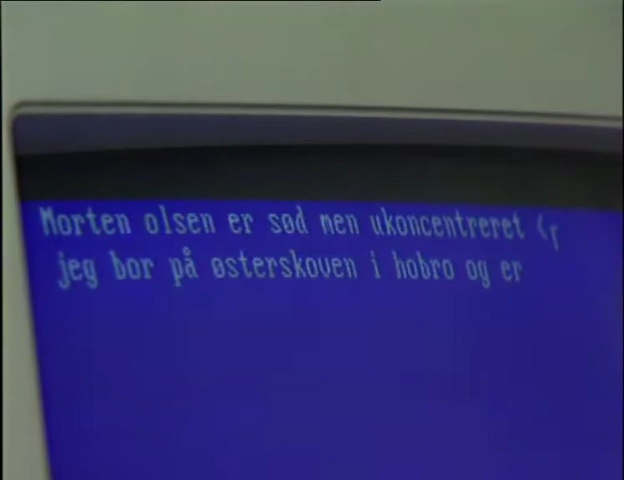 Morten olsen er sød men ukoncentreret (r
jeg bor på østerskoven i hobro og er